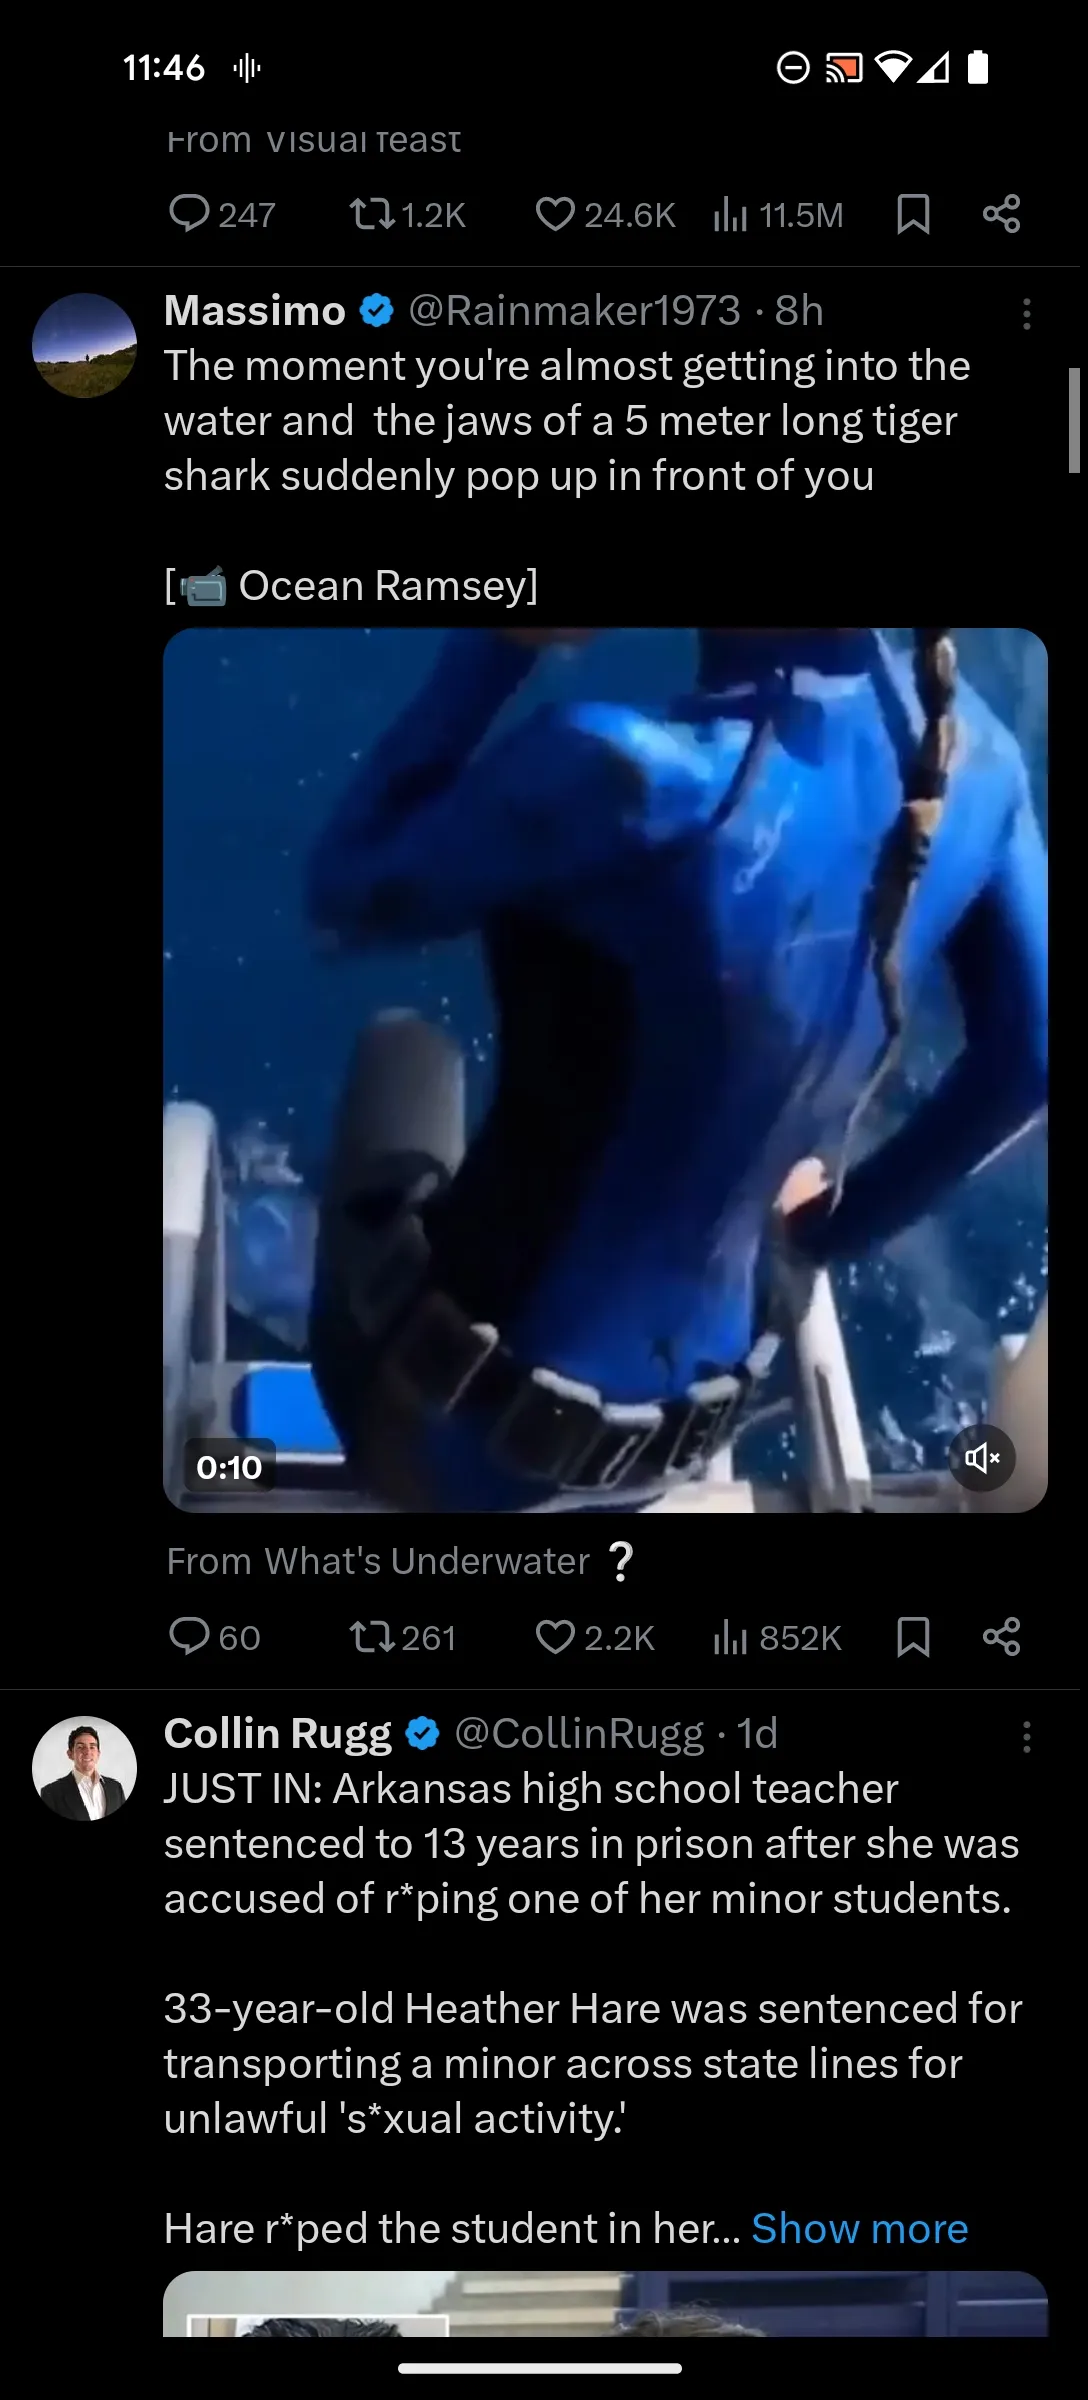 11:46
From Visual feast
247 1.2K 24.6K 11.5M
Massimo @Rainmaker1973 · 8h
The moment you're almost getting into the
water and  the jaws of a 5 meter long tiger
shark suddenly pop up in front of you
[📹 Ocean Ramsey]
0:10
From What's Underwater ❔
60 261 2.2K 852K
Collin Rugg @CollinRugg · 1d
JUST IN: Arkansas high school teacher
sentenced to 13 years in prison after she was
accused of r*ping one of her minor students.
33-year-old Heather Hare was sentenced for
transporting a minor across state lines for
unlawful 's*xual activity.'
Hare r*ped the student in her... Show more